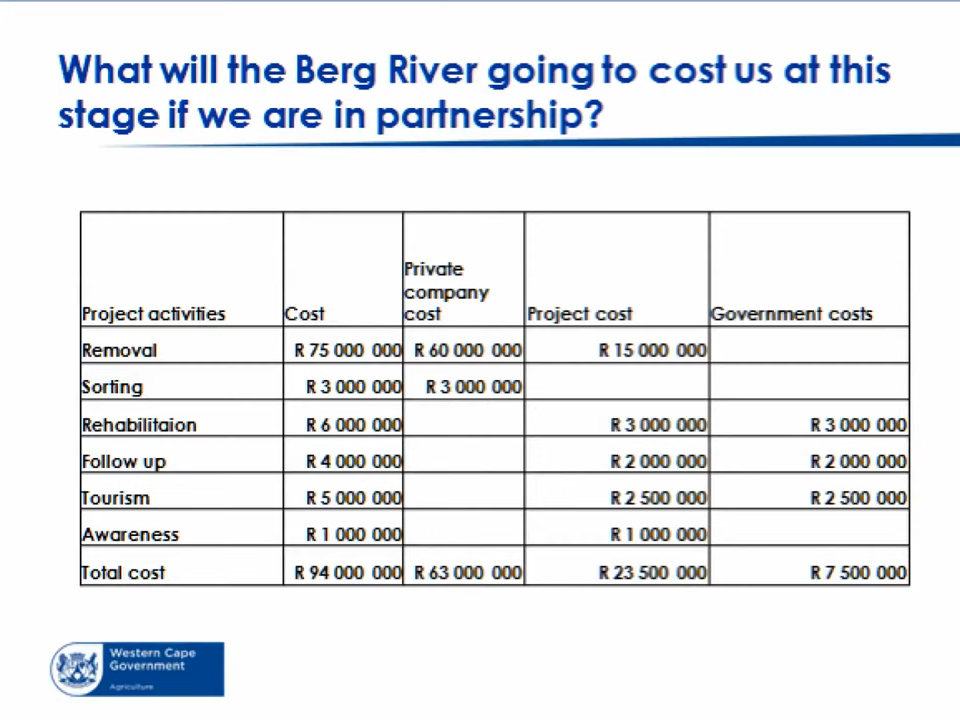 What will the Berg River going to cost us at this
stage if we are in partnership?
Project activities Cost Private company cost Project cost Government costs
Removal R 75 000 000 R 60 000 000 R 15 000 000
Sorting R 3 000 000 R 3 000 000
Rehabilitaion R 6 000 000 R 3 000 000 R 3 000 000
Follow up R 4 000 000 R 2 000 000 R 2 000 000
Tourism R 5 000 000 R 2 500 000 R 2 500 000
Awareness R 1 000 000 R 1 000 000
Total cost R 94 000 000 R 63 000 000 R 23 500 000 R 7 500 000
Western Cape
Government
Agriculture